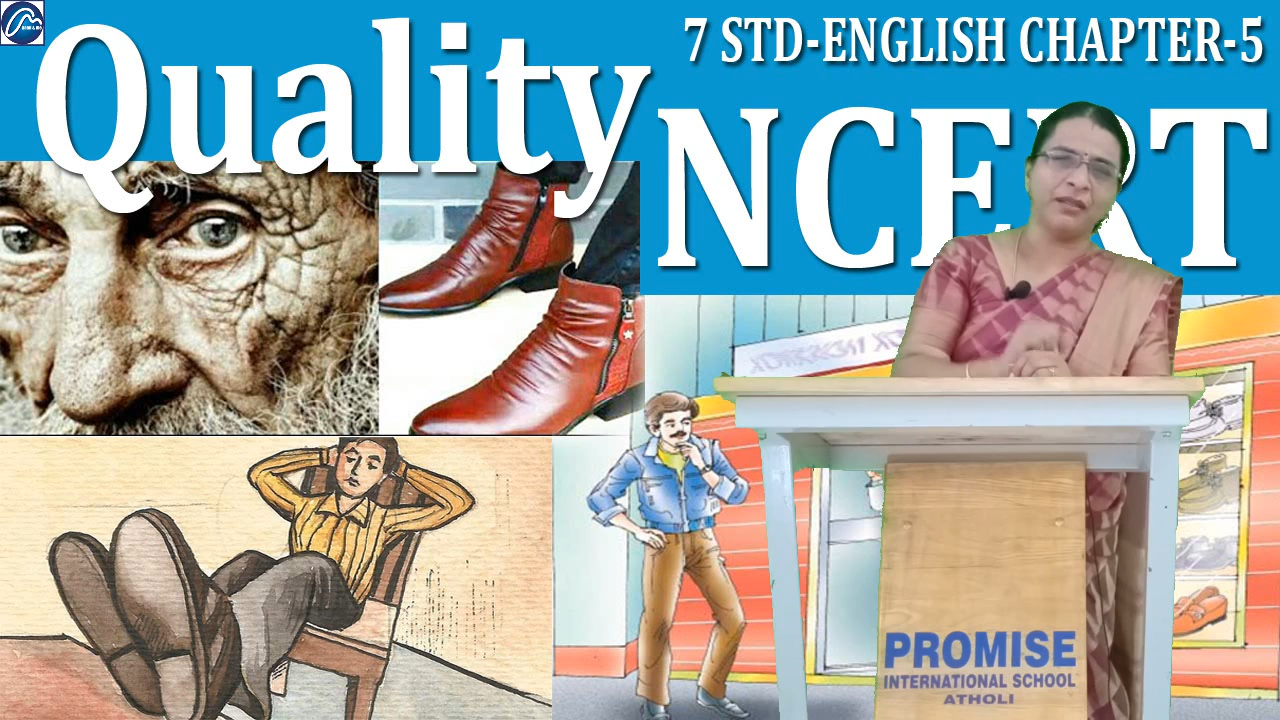 Quality
7 STD-ENGLISH CHAPTER-5
NCERT
PROMISE
INTERNATIONAL SCHOOL
ATHOLI